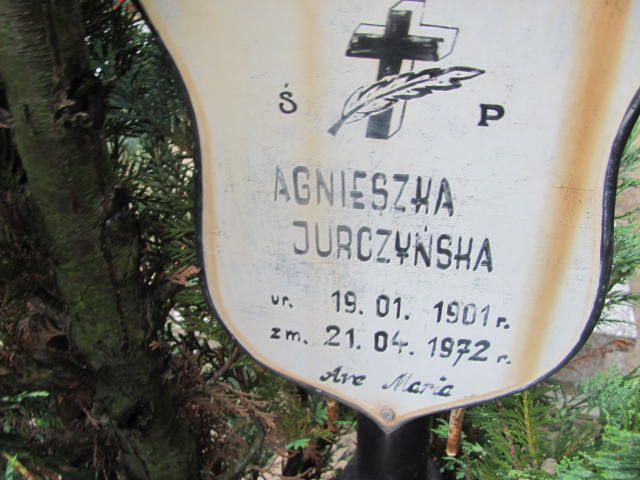 Ś P
AGNIESZKA
JURCZYŃSKA
ur. 19. 01. 1901 r.
zm. 21. 04. 1972 r.
Ave Maria